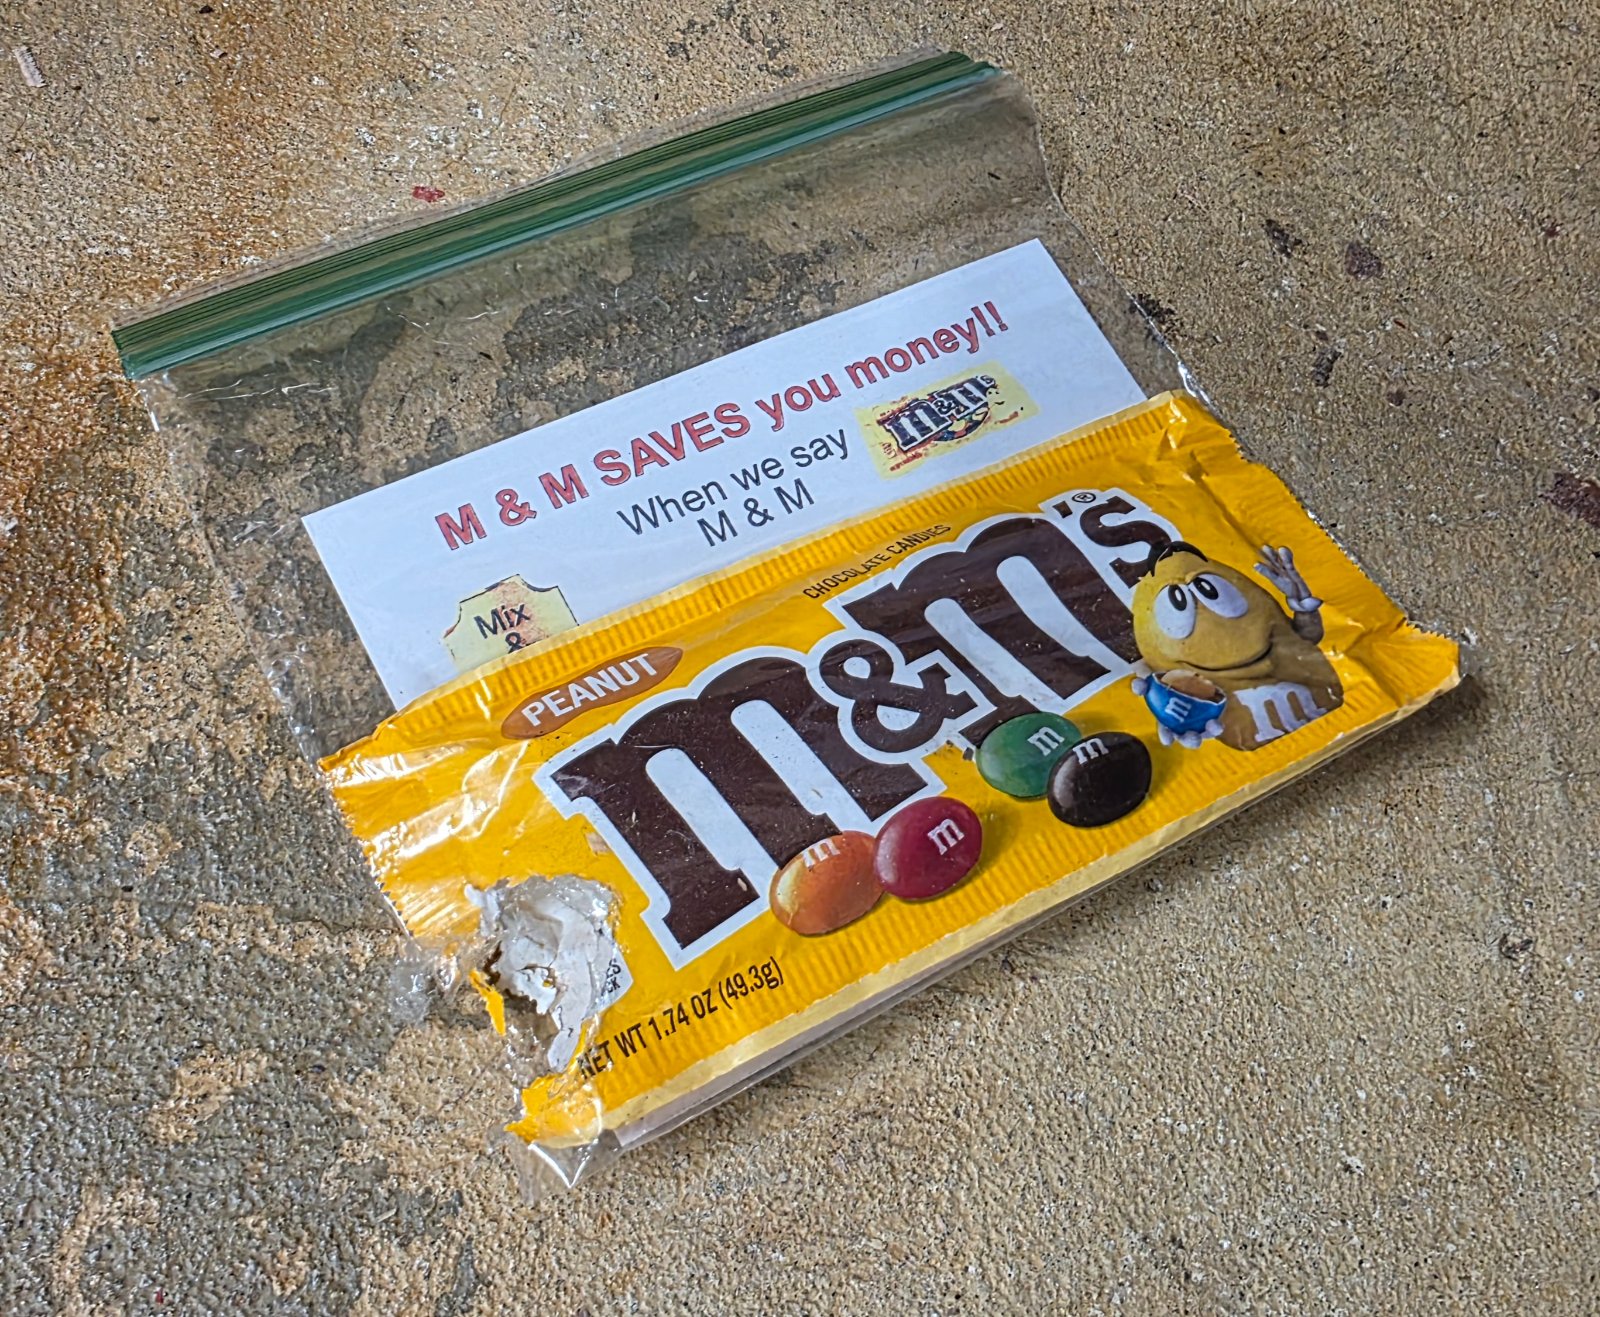 M & M SAVES you money!!
When we say
M & M
m&m's
Mix
&
CHOCOLATE CANDIES
PEANUT
m&m's®
m
m
m
m
m
m
NET WT 1.74 OZ (49.3g)